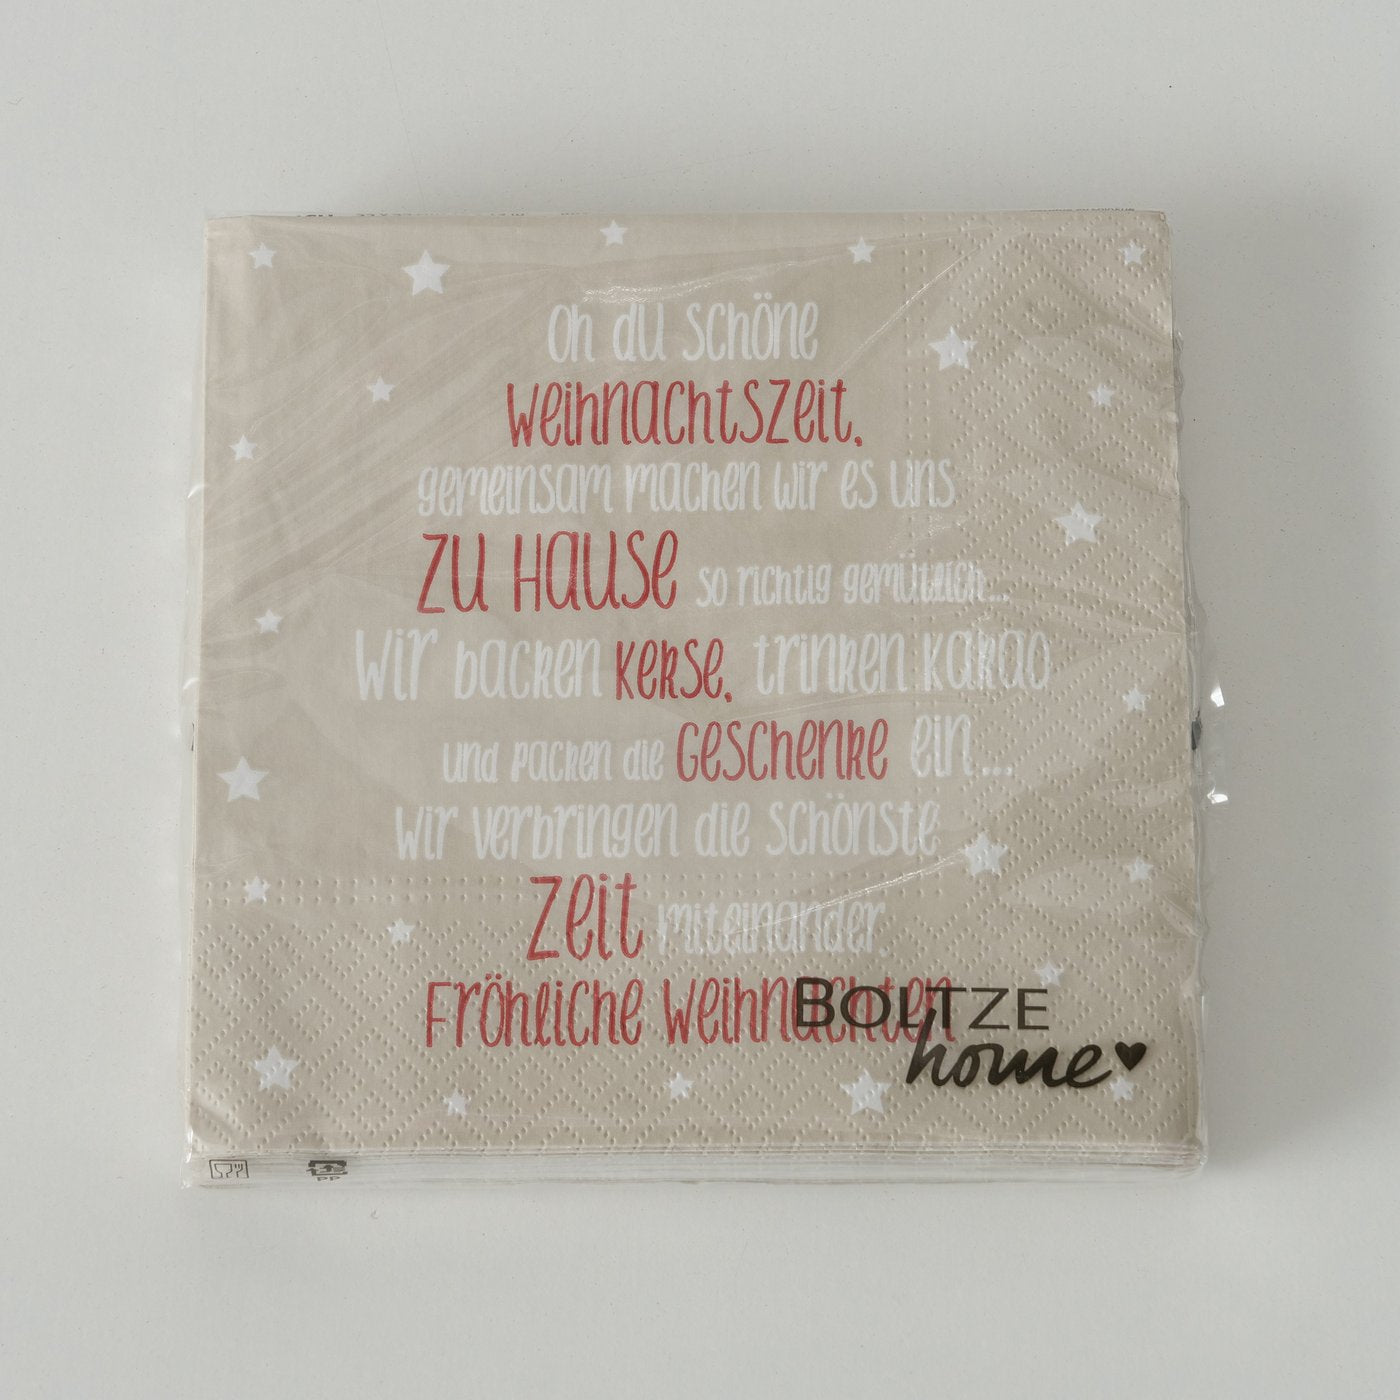 Oh du schöne
Weihnachtszeit,
gemeinsam machen wir es uns
zu Hause so richtig gemütlich...
Wir backen Kekse, trinken Kakao
und packen die Geschenke ein...
Wir verbringen die schönste
Zeit miteinander.
Fröhliche Weihnachten
BOLTZE
home
PP